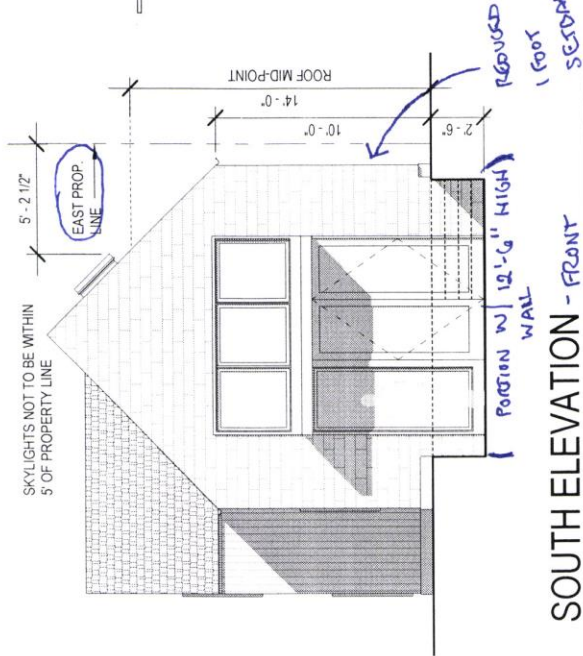 SKYLIGHTS NOT TO BE WITHIN
5' OF PROPERTY LINE
5' - 2 1/2"
EAST PROP.
LINE
ROOF MID-POINT
14' - 0"
10' - 0"
2' - 6"
REDUCED
1 FOOT
PORTION W/ 12'-6" HIGH
WALL
SOUTH ELEVATION - FRONT